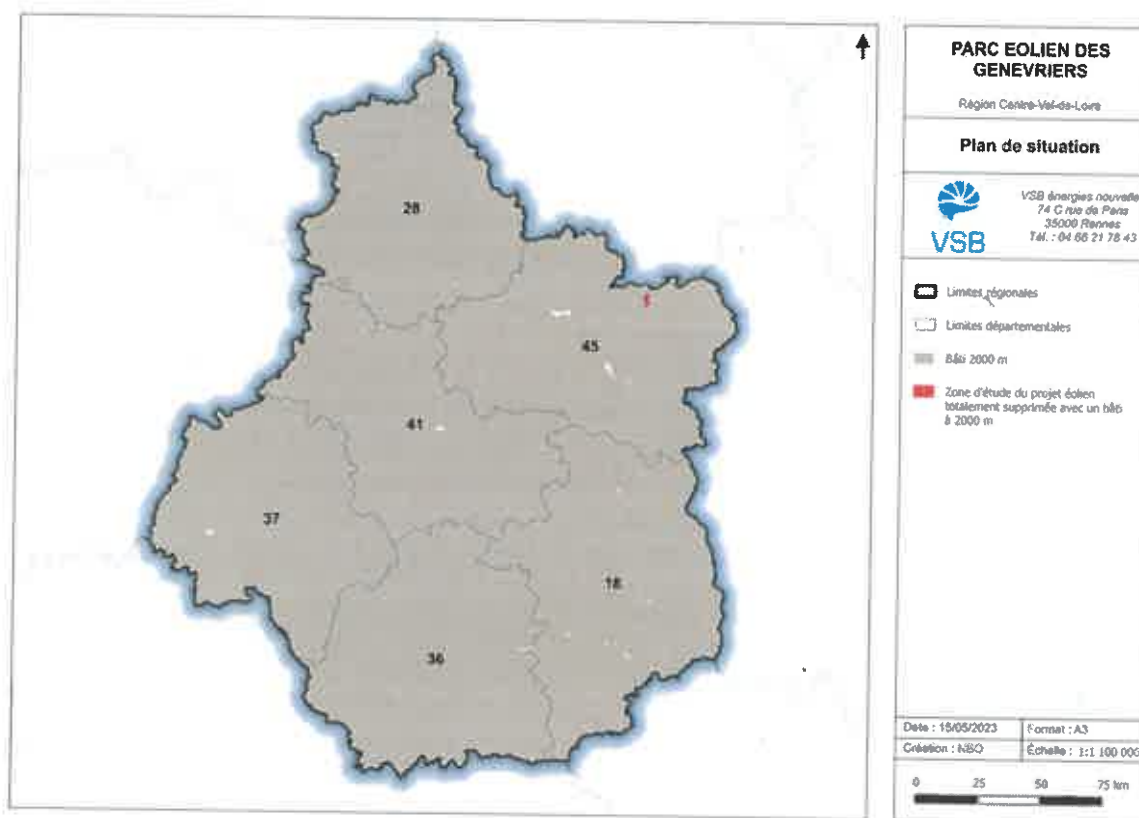 28
45
41
37
18
36
PARC EOLIEN DES
GENEVRIERS
Région Centre-Val-de-Loire
Plan de situation
VSB
VSB énergies nouvelles
74 C rue de Paris
35000 Rennes
Tél. : 04 66 21 78 43
Limites régionales
Limites départementales
Bâti 2000 m
Zone d'étude du projet éolien
totalement supprimée avec un bâti
à 2000 m
Date : 15/05/2023
Format : A3
Création : NBO
Échelle : 1:1 100 000
0 25 50 75 km